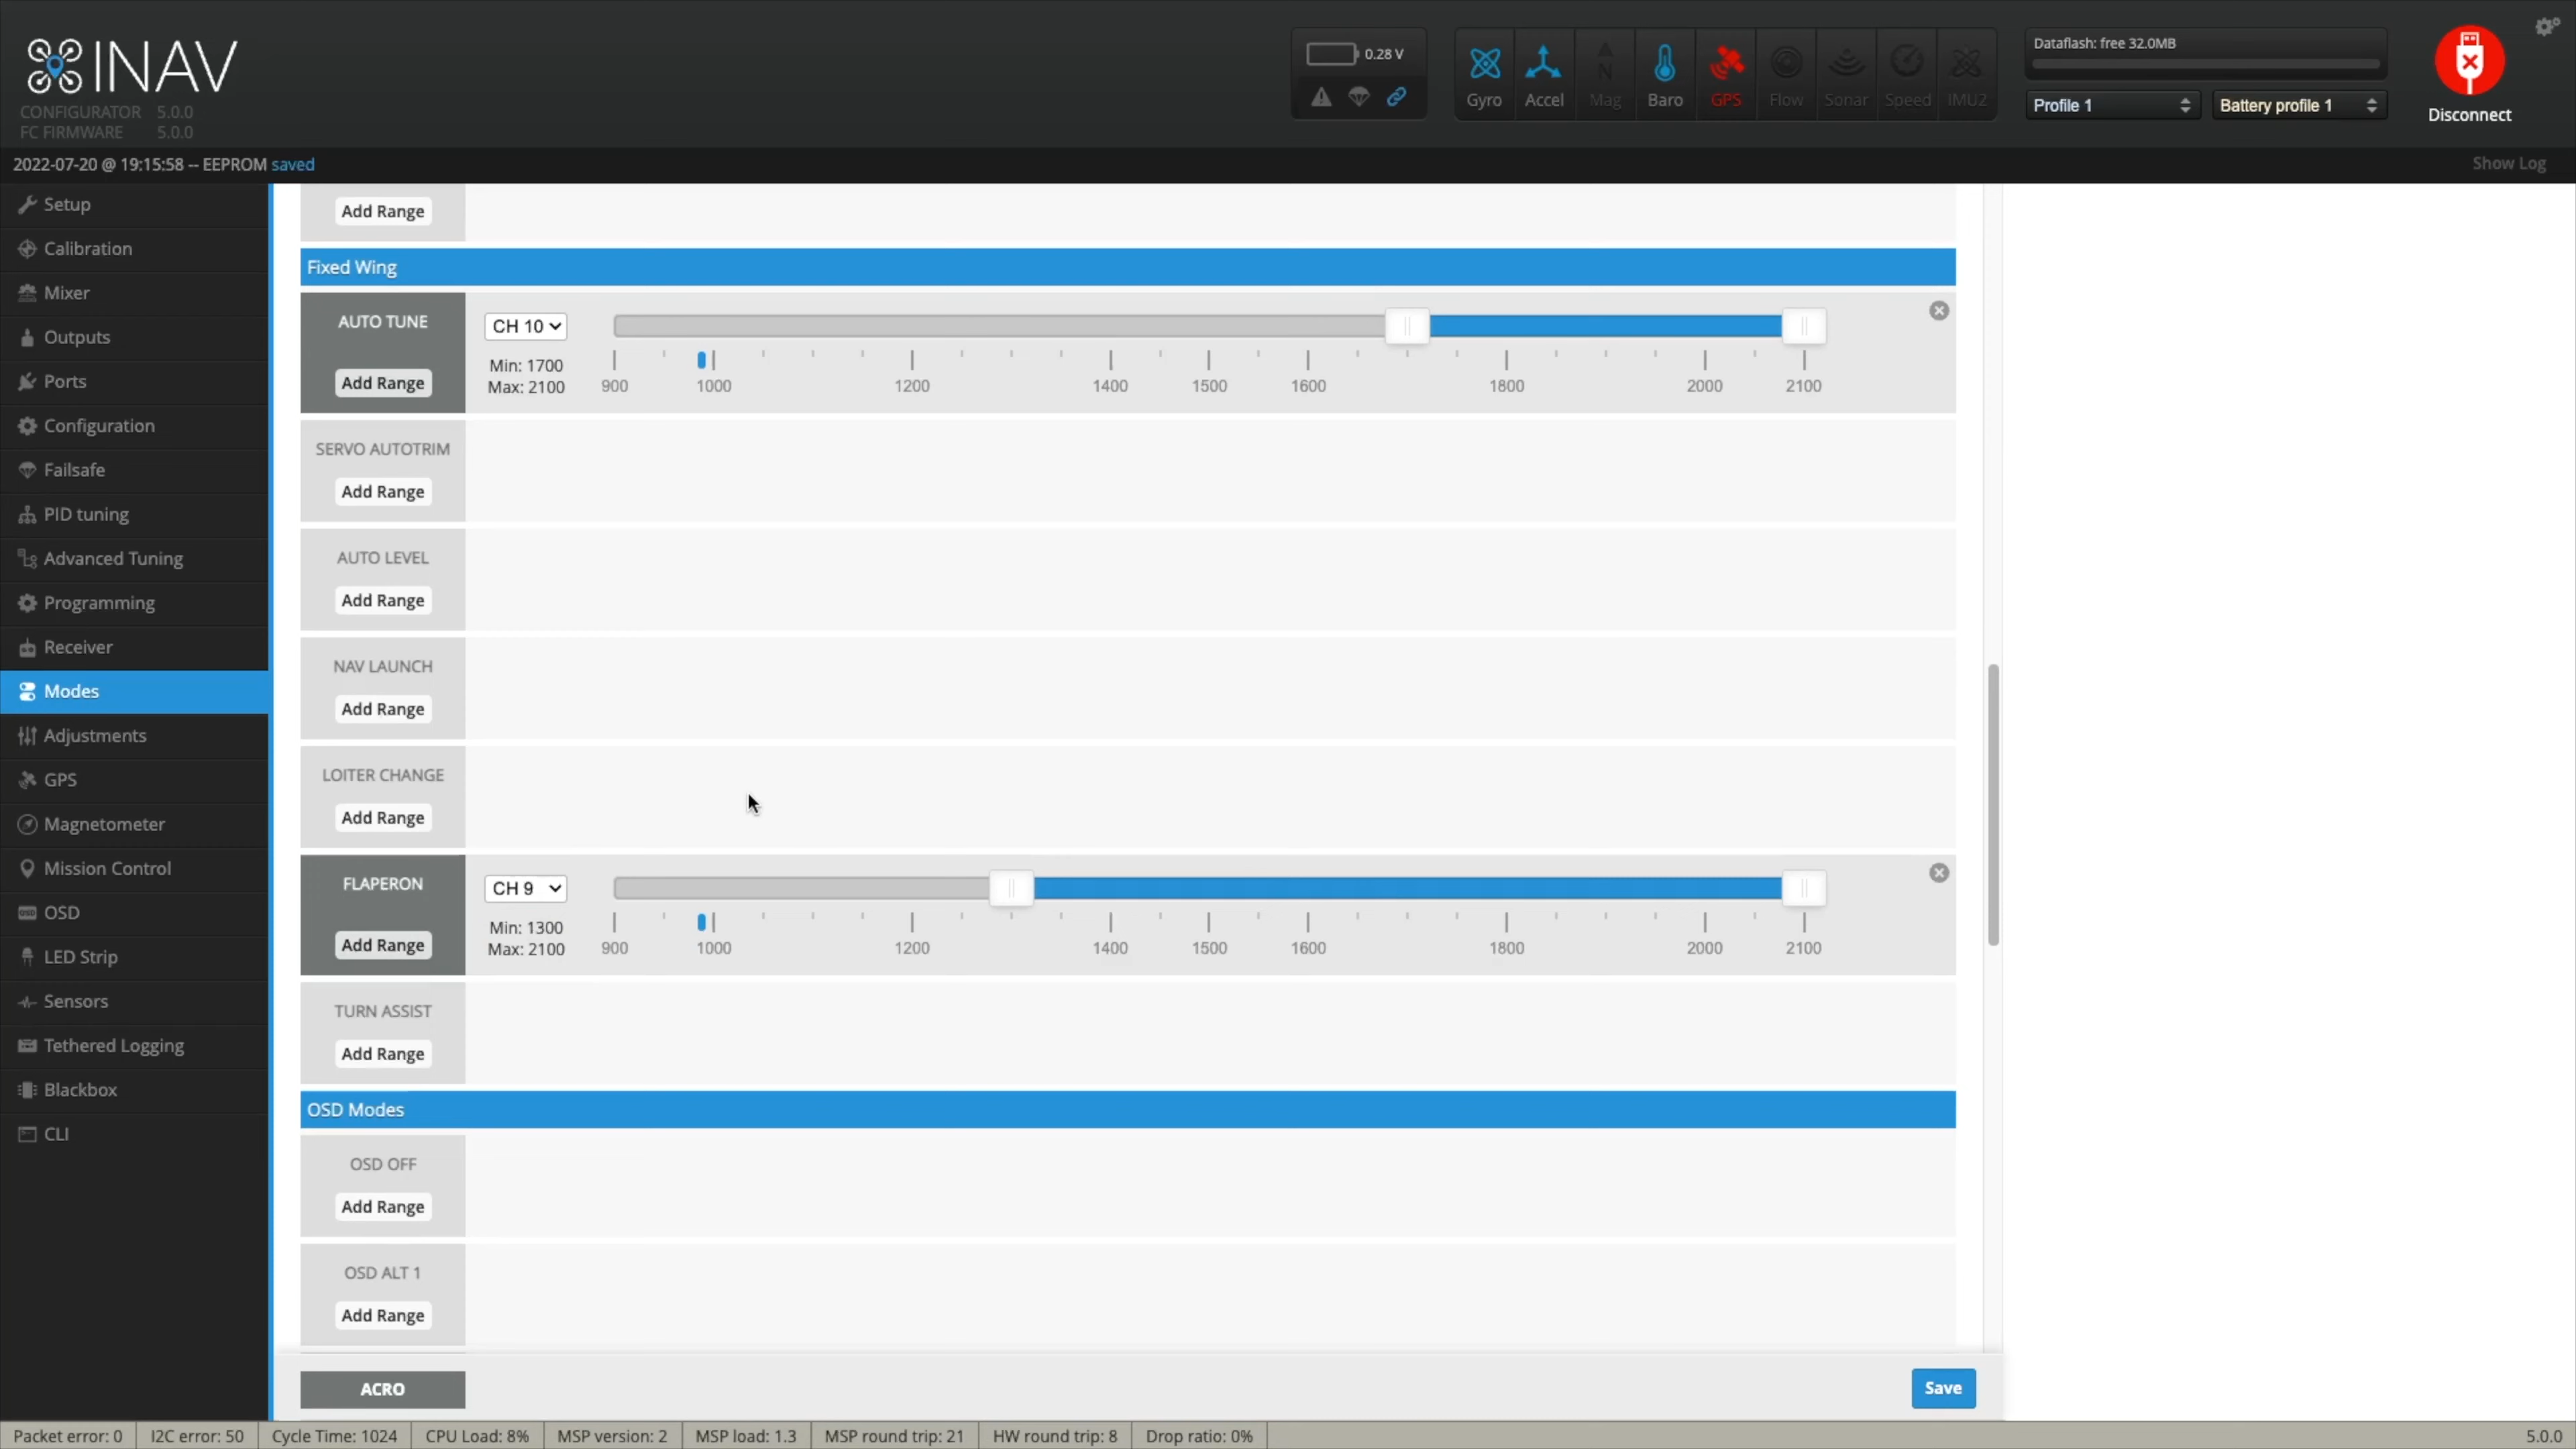 INAV
CONFIGURATOR 5.0.0
FC FIRMWARE 5.0.0
0.28 V
Gyro
Accel
Mag
Baro
GPS
Flow
Sonar
Speed
IMU2
Dataflash: free 32.0MB
Profile 1
Battery profile 1
Disconnect
2022-07-20 @ 19:15:58 -- EEPROM saved
Show Log
Setup
Calibration
Mixer
Outputs
Ports
Configuration
Failsafe
PID tuning
Advanced Tuning
Programming
Receiver
Modes
Adjustments
GPS
Magnetometer
Mission Control
OSD
LED Strip
Sensors
Tethered Logging
Blackbox
CLI
Add Range
Fixed Wing
AUTO TUNE
Add Range
CH 10
Min: 1700
Max: 2100
900 1000 1200 1400 1500 1600 1800 2000 2100
SERVO AUTOTRIM
Add Range
AUTO LEVEL
Add Range
NAV LAUNCH
Add Range
LOITER CHANGE
Add Range
FLAPERON
Add Range
CH 9
Min: 1300
Max: 2100
900 1000 1200 1400 1500 1600 1800 2000 2100
TURN ASSIST
Add Range
OSD Modes
OSD OFF
Add Range
OSD ALT 1
Add Range
ACRO
Save
Packet error: 0
I2C error: 50
Cycle Time: 1024
CPU Load: 8%
MSP version: 2
MSP load: 1.3
MSP round trip: 21
HW round trip: 8
Drop ratio: 0%
5.0.0